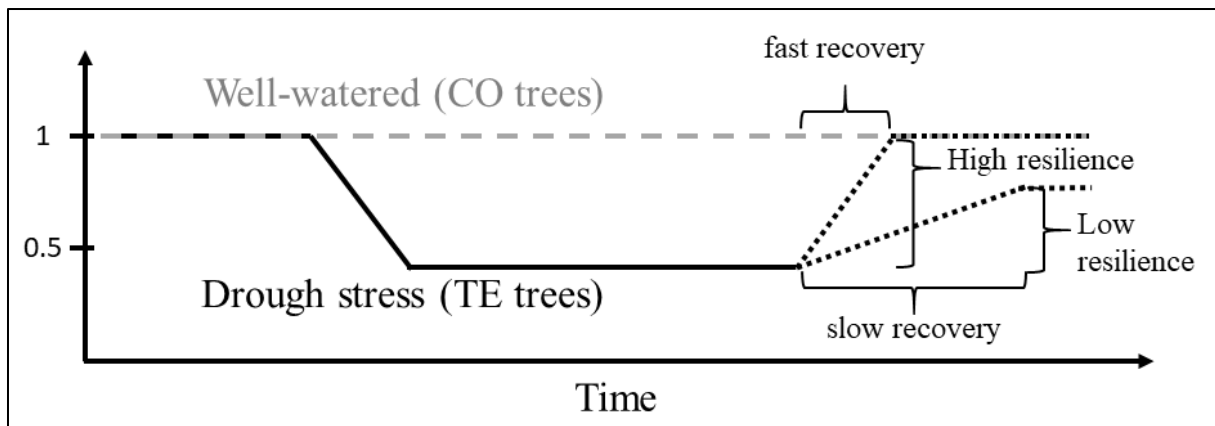 fast recovery
Well-watered (CO trees)
1
High resilience
0.5
Low
resilience
Drough stress (TE trees)
slow recovery
Time